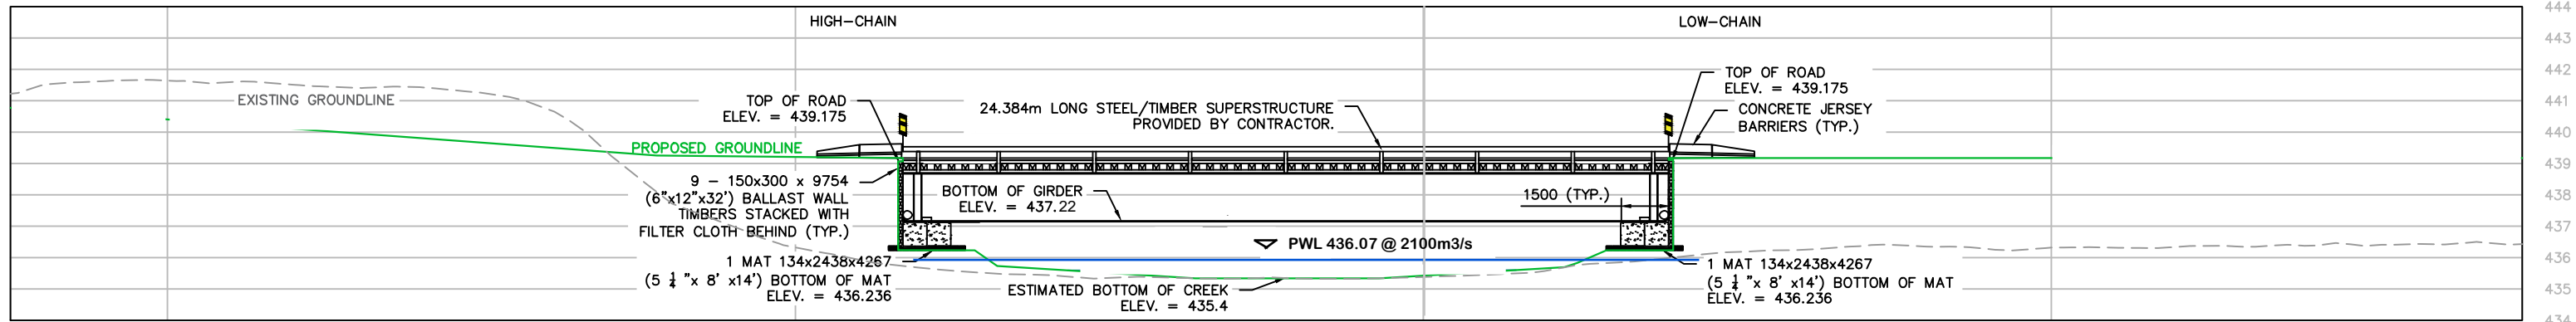 HIGH-CHAIN
LOW-CHAIN
444
443
442
441
440
439
438
437
436
435
434
EXISTING GROUNDLINE
PROPOSED GROUNDLINE
TOP OF ROAD
ELEV. = 439.175
24.384m LONG STEEL/TIMBER SUPERSTRUCTURE
PROVIDED BY CONTRACTOR.
TOP OF ROAD
ELEV. = 439.175
CONCRETE JERSEY
BARRIERS (TYP.)
9 - 150x300 x 9754
(6"x12"x32') BALLAST WALL
TIMBERS STACKED WITH
FILTER CLOTH BEHIND (TYP.)
BOTTOM OF GIRDER
ELEV. = 437.22
1500 (TYP.)
PWL 436.07 @ 2100m3/s
1 MAT 134x2438x4267
(5 ¼ "x 8' x14') BOTTOM OF MAT
ELEV. = 436.236
ESTIMATED BOTTOM OF CREEK
ELEV. = 435.4
1 MAT 134x2438x4267
(5 ¼ "x 8' x14') BOTTOM OF MAT
ELEV. = 436.236